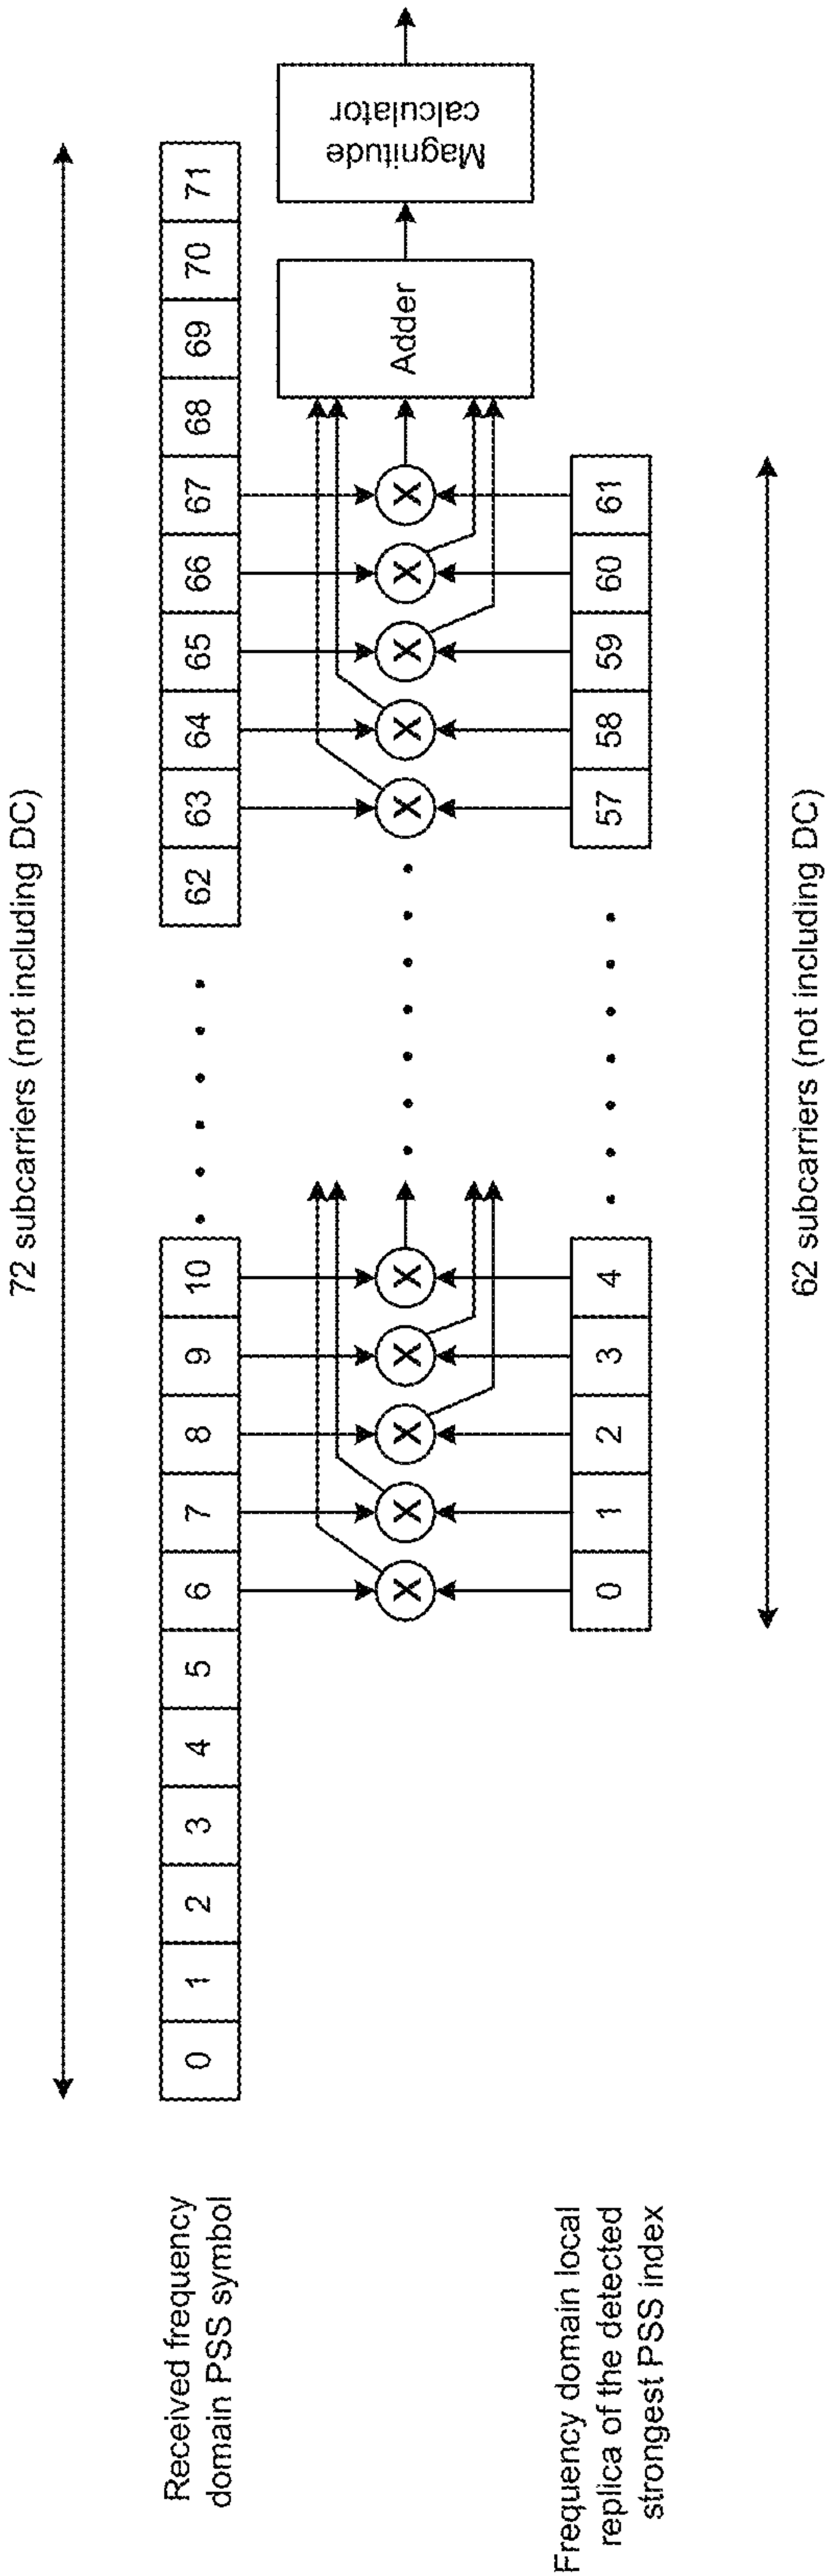 72 subcarriers (not including DC)
Received frequency
domain PSS symbol
0 1 2 3 4 5 6 7 8 9 10 62 63 64 65 66 67 68 69 70 71
X X X X X X X X X X
Adder
Magnitude
calculator
Frequency domain local
replica of the detected
strongest PSS index
0 1 2 3 4 57 58 59 60 61
62 subcarriers (not including DC)